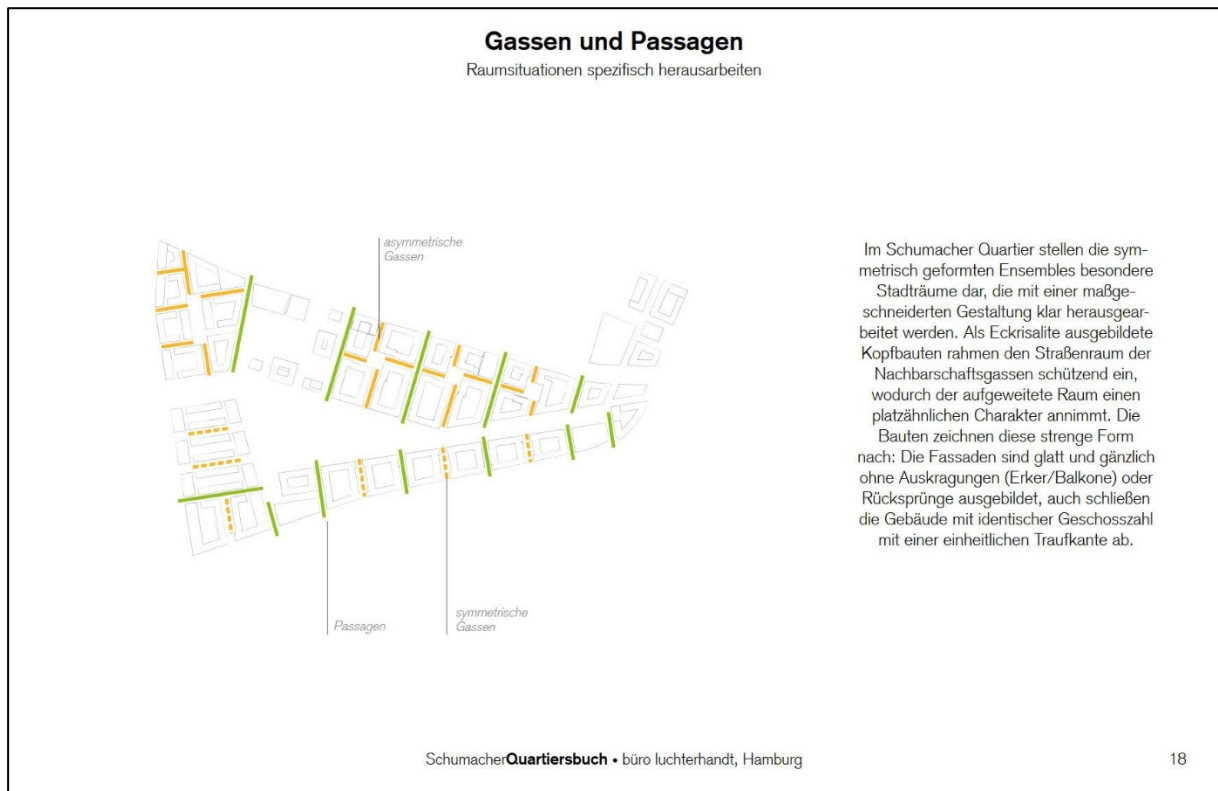 Gassen und Passagen
Raumsituationen spezifisch herausarbeiten
asymmetrische
Gassen
Im Schumacher Quartier stellen die sym-
metrisch geformten Ensembles besondere
Stadträume dar, die mit einer maßge-
schneiderten Gestaltung klar herausgear-
beitet werden. Als Eckrisalite ausgebildete
Kopfbauten rahmen den Straßenraum der
Nachbarschaftsgassen schützend ein,
wodurch der aufgeweitete Raum einen
platzähnlichen Charakter annimmt. Die
Bauten zeichnen diese strenge Form
nach: Die Fassaden sind glatt und gänzlich
ohne Auskragungen (Erker/Balkone) oder
Rücksprünge ausgebildet, auch schließen
die Gebäude mit identischer Geschosszahl
mit einer einheitlichen Traufkante ab.
Passagen
symmetrische
Gassen
SchumacherQuartiersbuch • büro luchterhandt, Hamburg
18